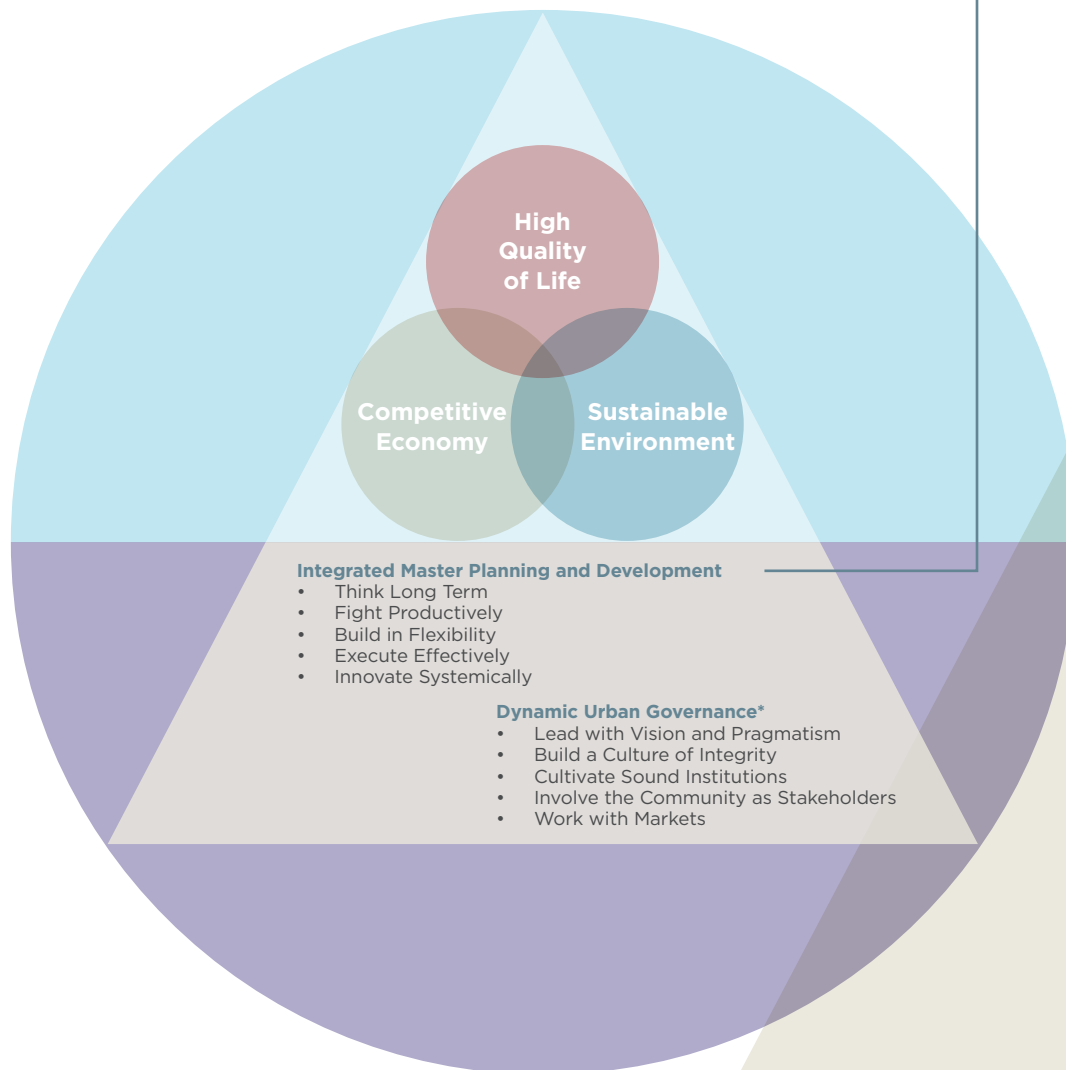 High
Quality
of Life
Competitive
Economy
Sustainable
Environment
Integrated Master Planning and Development
• Think Long Term
• Fight Productively
• Build in Flexibility
• Execute Effectively
• Innovate Systemically
Dynamic Urban Governance*
• Lead with Vision and Pragmatism
• Build a Culture of Integrity
• Cultivate Sound Institutions
• Involve the Community as Stakeholders
• Work with Markets